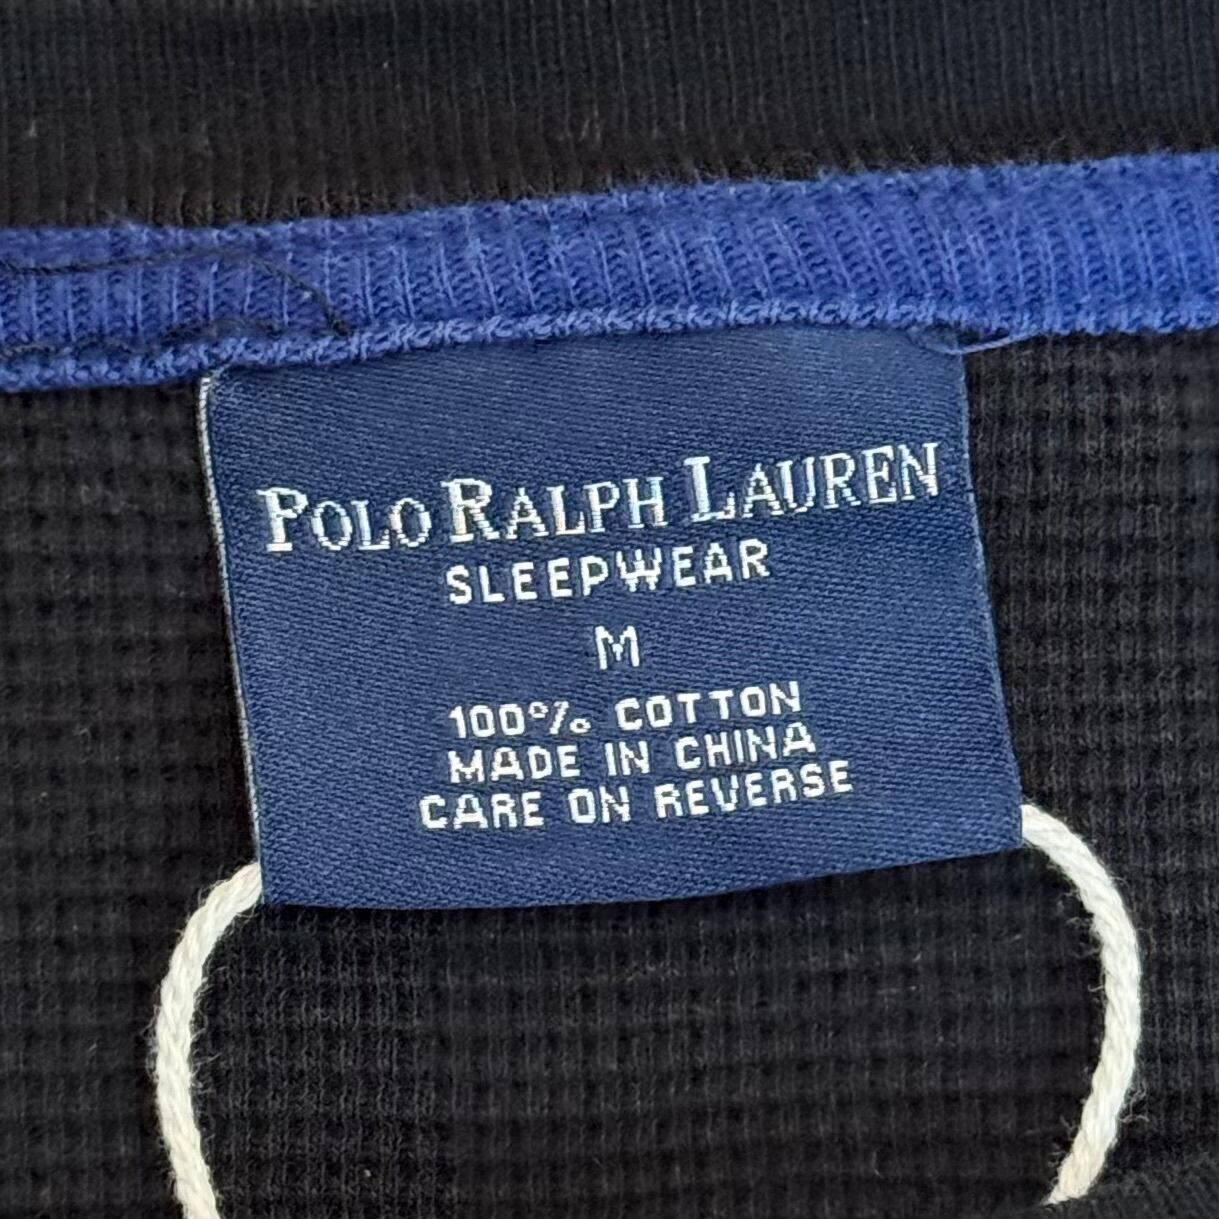 POLO RALPH LAUREN
SLEEPWEAR
M
100% COTTON
MADE IN CHINA
CARE ON REVERSE